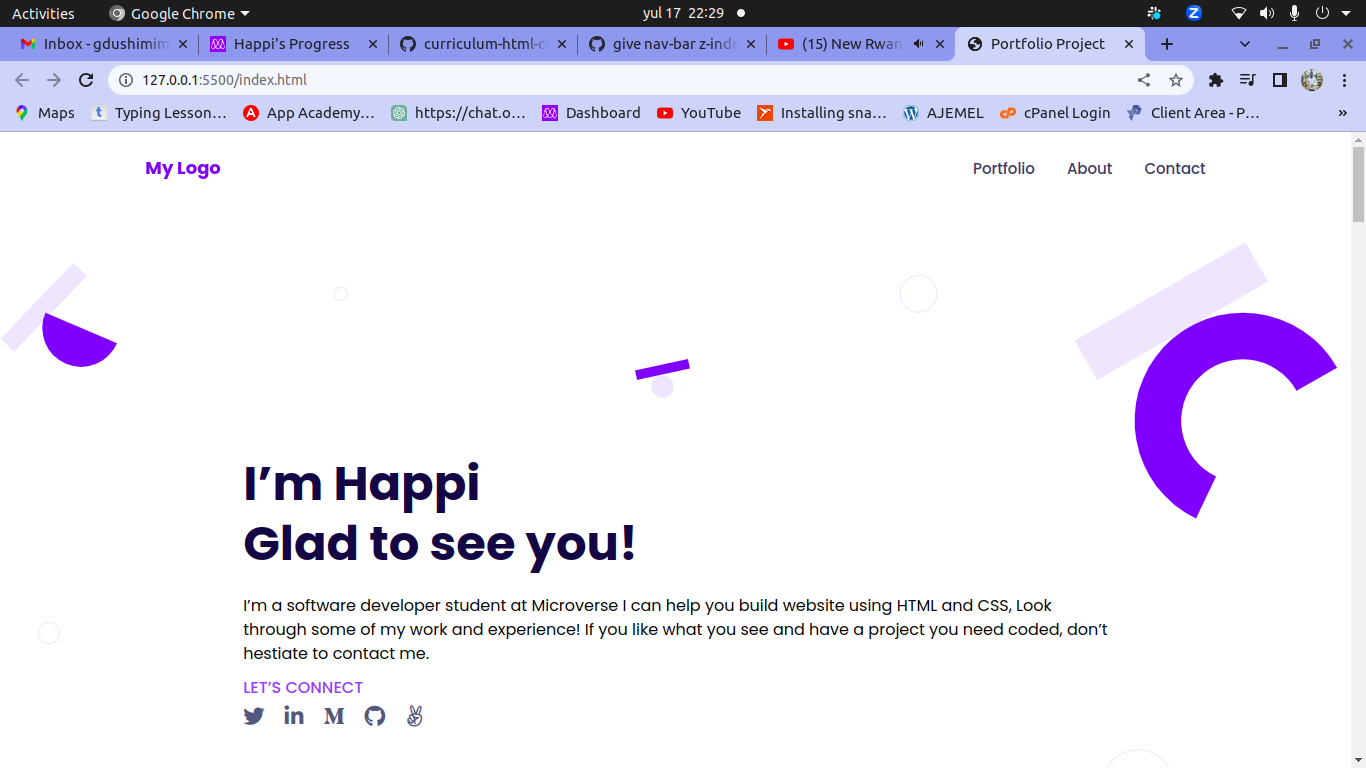 Activities Google Chrome yul 17 22:29
Inbox - gdushimim Happi's Progress curriculum-html-cs give nav-bar z-inde (15) New Rwan Portfolio Project
127.0.0.1:5500/index.html
Maps Typing Lesson… App Academy… https://chat.o… Dashboard YouTube Installing sna… AJEMEL cPanel Login Client Area - P… »
My Logo Portfolio About Contact
I’m Happi
Glad to see you!
I’m a software developer student at Microverse I can help you build website using HTML and CSS, Look
through some of my work and experience! If you like what you see and have a project you need coded, don’t
hestiate to contact me.
LET’S CONNECT